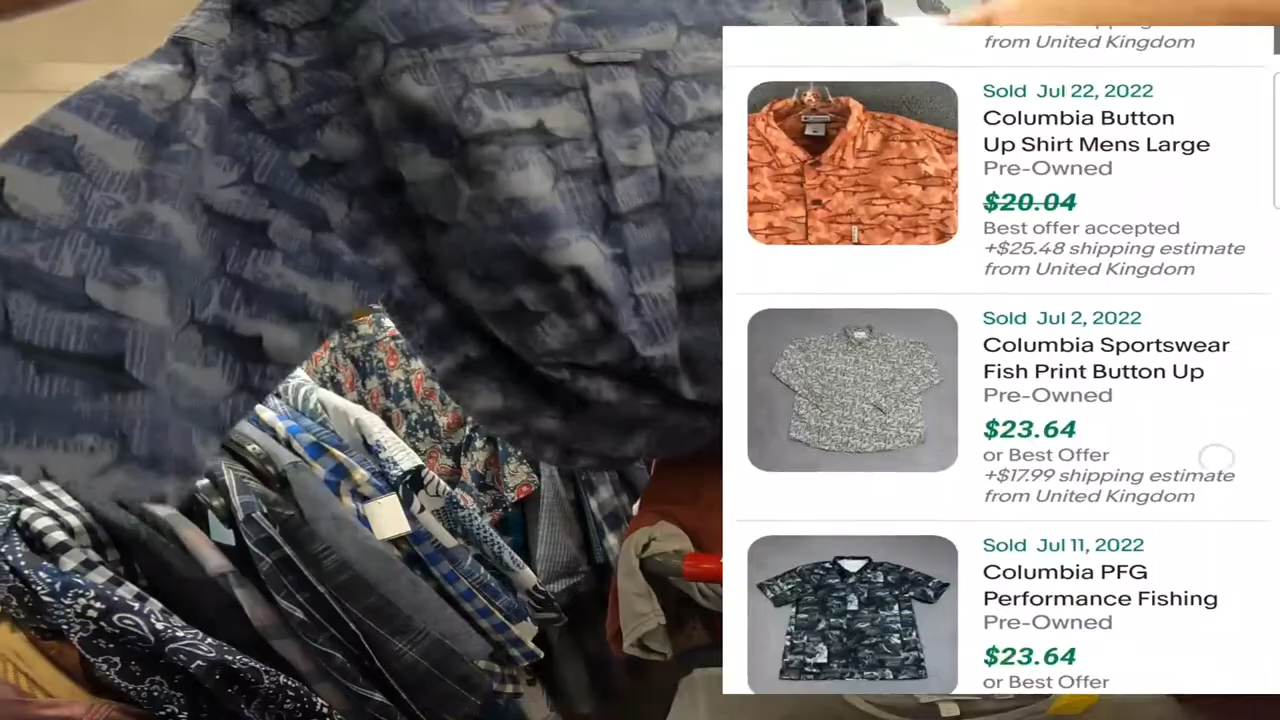 from United Kingdom
Sold Jul 22, 2022
Columbia Button
Up Shirt Mens Large
Pre-Owned
$20.04
Best offer accepted
+$25.48 shipping estimate
from United Kingdom
Sold Jul 2, 2022
Columbia Sportswear
Fish Print Button Up
Pre-Owned
$23.64
or Best Offer
+$17.99 shipping estimate
from United Kingdom
Sold Jul 11, 2022
Columbia PFG
Performance Fishing
Pre-Owned
$23.64
or Best Offer